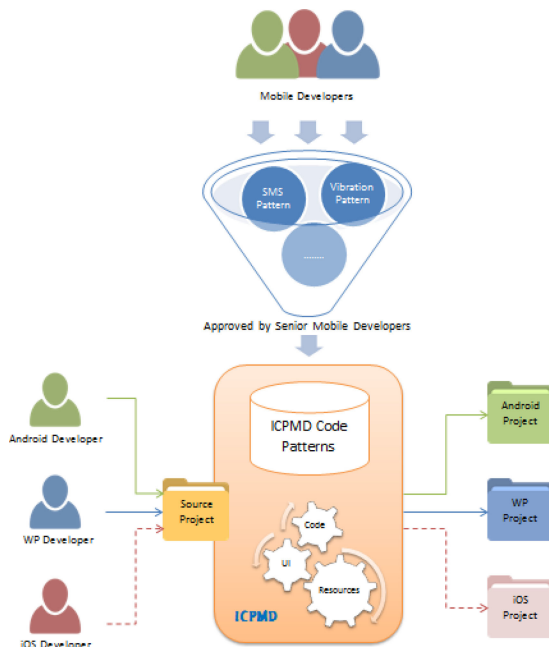 Mobile Developers
SMS
Pattern
Vibration
Pattern
........
Approved by Senior Mobile Developers
ICPMD Code
Patterns
Android Developer
Source
Project
Android
Project
WP Developer
Code
WP
Project
UI
Resources
iOS Developer
ICPMD
iOS
Project